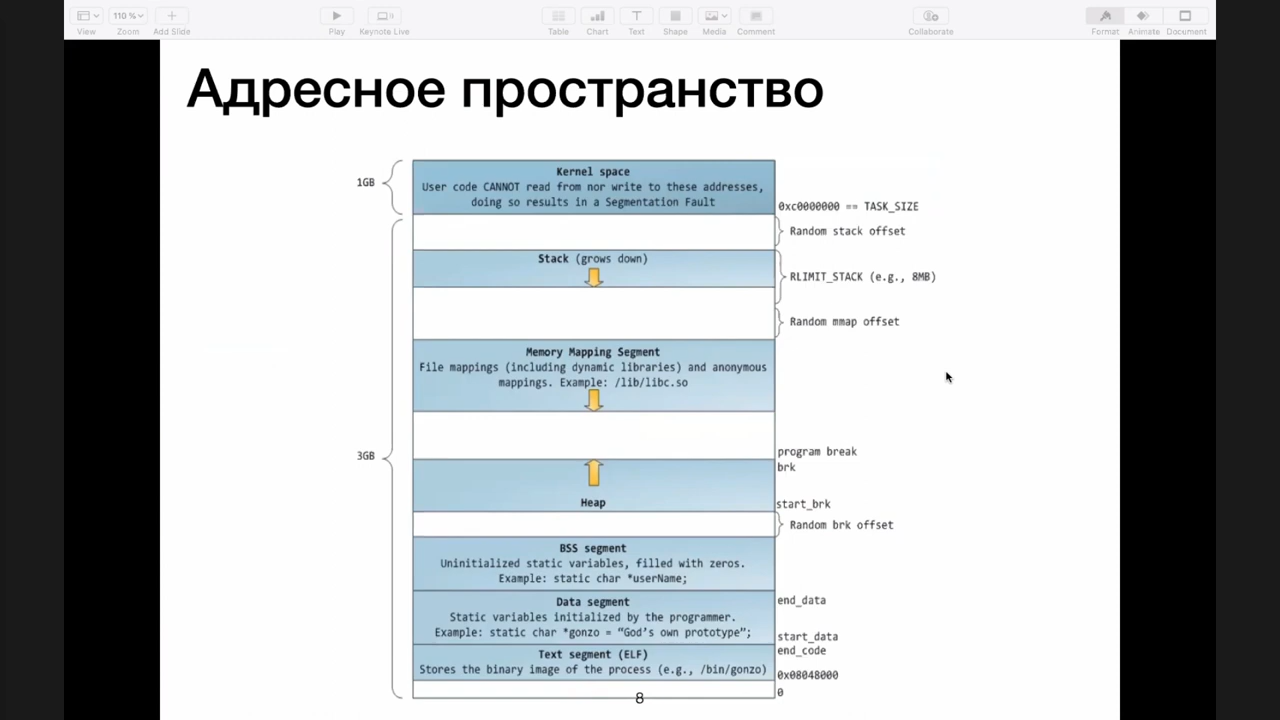 View
110 %
Zoom
Add Slide
Play
Keynote Live
Table
Chart
Text
Shape
Media
Comment
Collaborate
Format
Animate
Document
Адресное пространство
1GB
Kernel space
User code CANNOT read from nor write to these addresses,
doing so results in a Segmentation Fault
0xc0000000 == TASK_SIZE
Random stack offset
Stack (grows down)
RLIMIT_STACK (e.g., 8MB)
Random mmap offset
Memory Mapping Segment
File mappings (including dynamic libraries) and anonymous
mappings. Example: /lib/libc.so
3GB
program break
brk
Heap
start_brk
Random brk offset
BSS segment
Uninitialized static variables, filled with zeros.
Example: static char *userName;
Data segment
Static variables initialized by the programmer.
Example: static char *gonzo = “God’s own prototype”;
end_data
start_data
end_code
Text segment (ELF)
Stores the binary image of the process (e.g., /bin/gonzo)
0x08048000
0
8